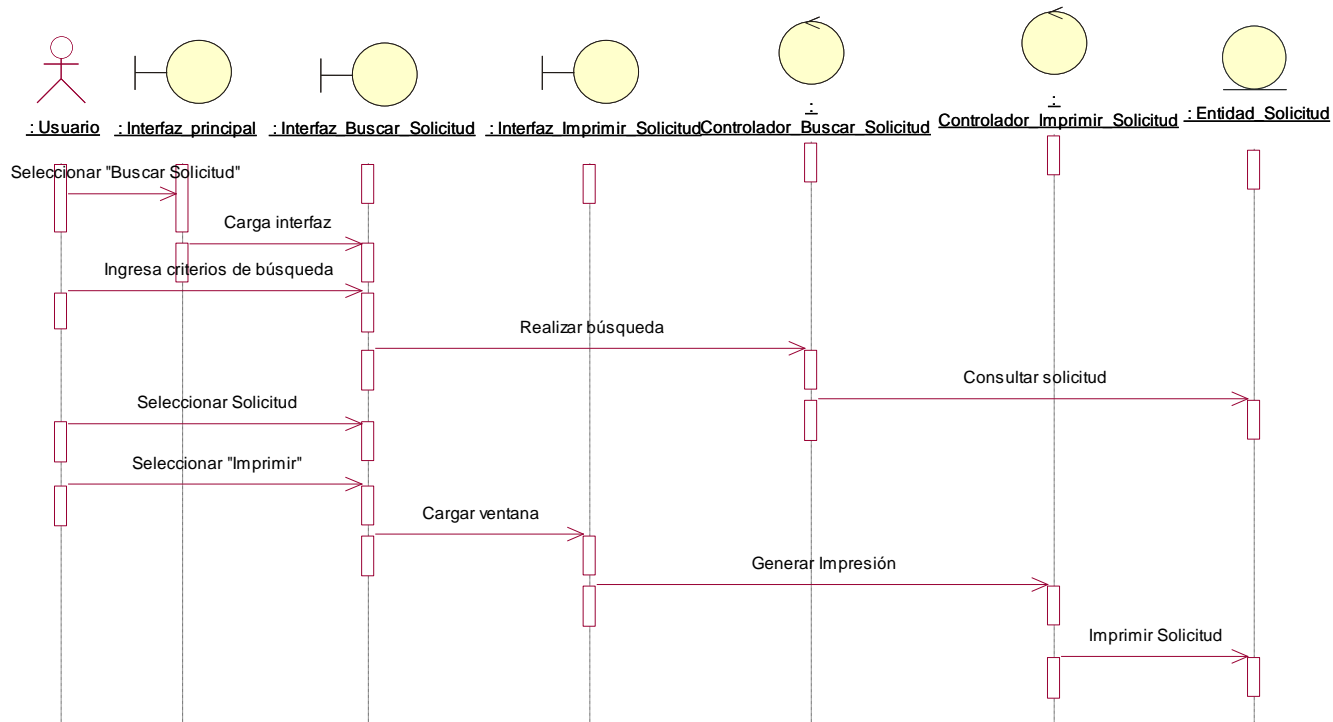 : Usuario
: Interfaz_principal
: Interfaz_Buscar_Solicitud
: Interfaz_Imprimir_Solicitud
:
Controlador_Buscar_Solicitud
:
Controlador_Imprimir_Solicitud
: Entidad_Solicitud
Seleccionar "Buscar Solicitud"
Carga interfaz
Ingresa criterios de búsqueda
Realizar búsqueda
Consultar solicitud
Seleccionar Solicitud
Seleccionar "Imprimir"
Cargar ventana
Generar Impresión
Imprimir Solicitud